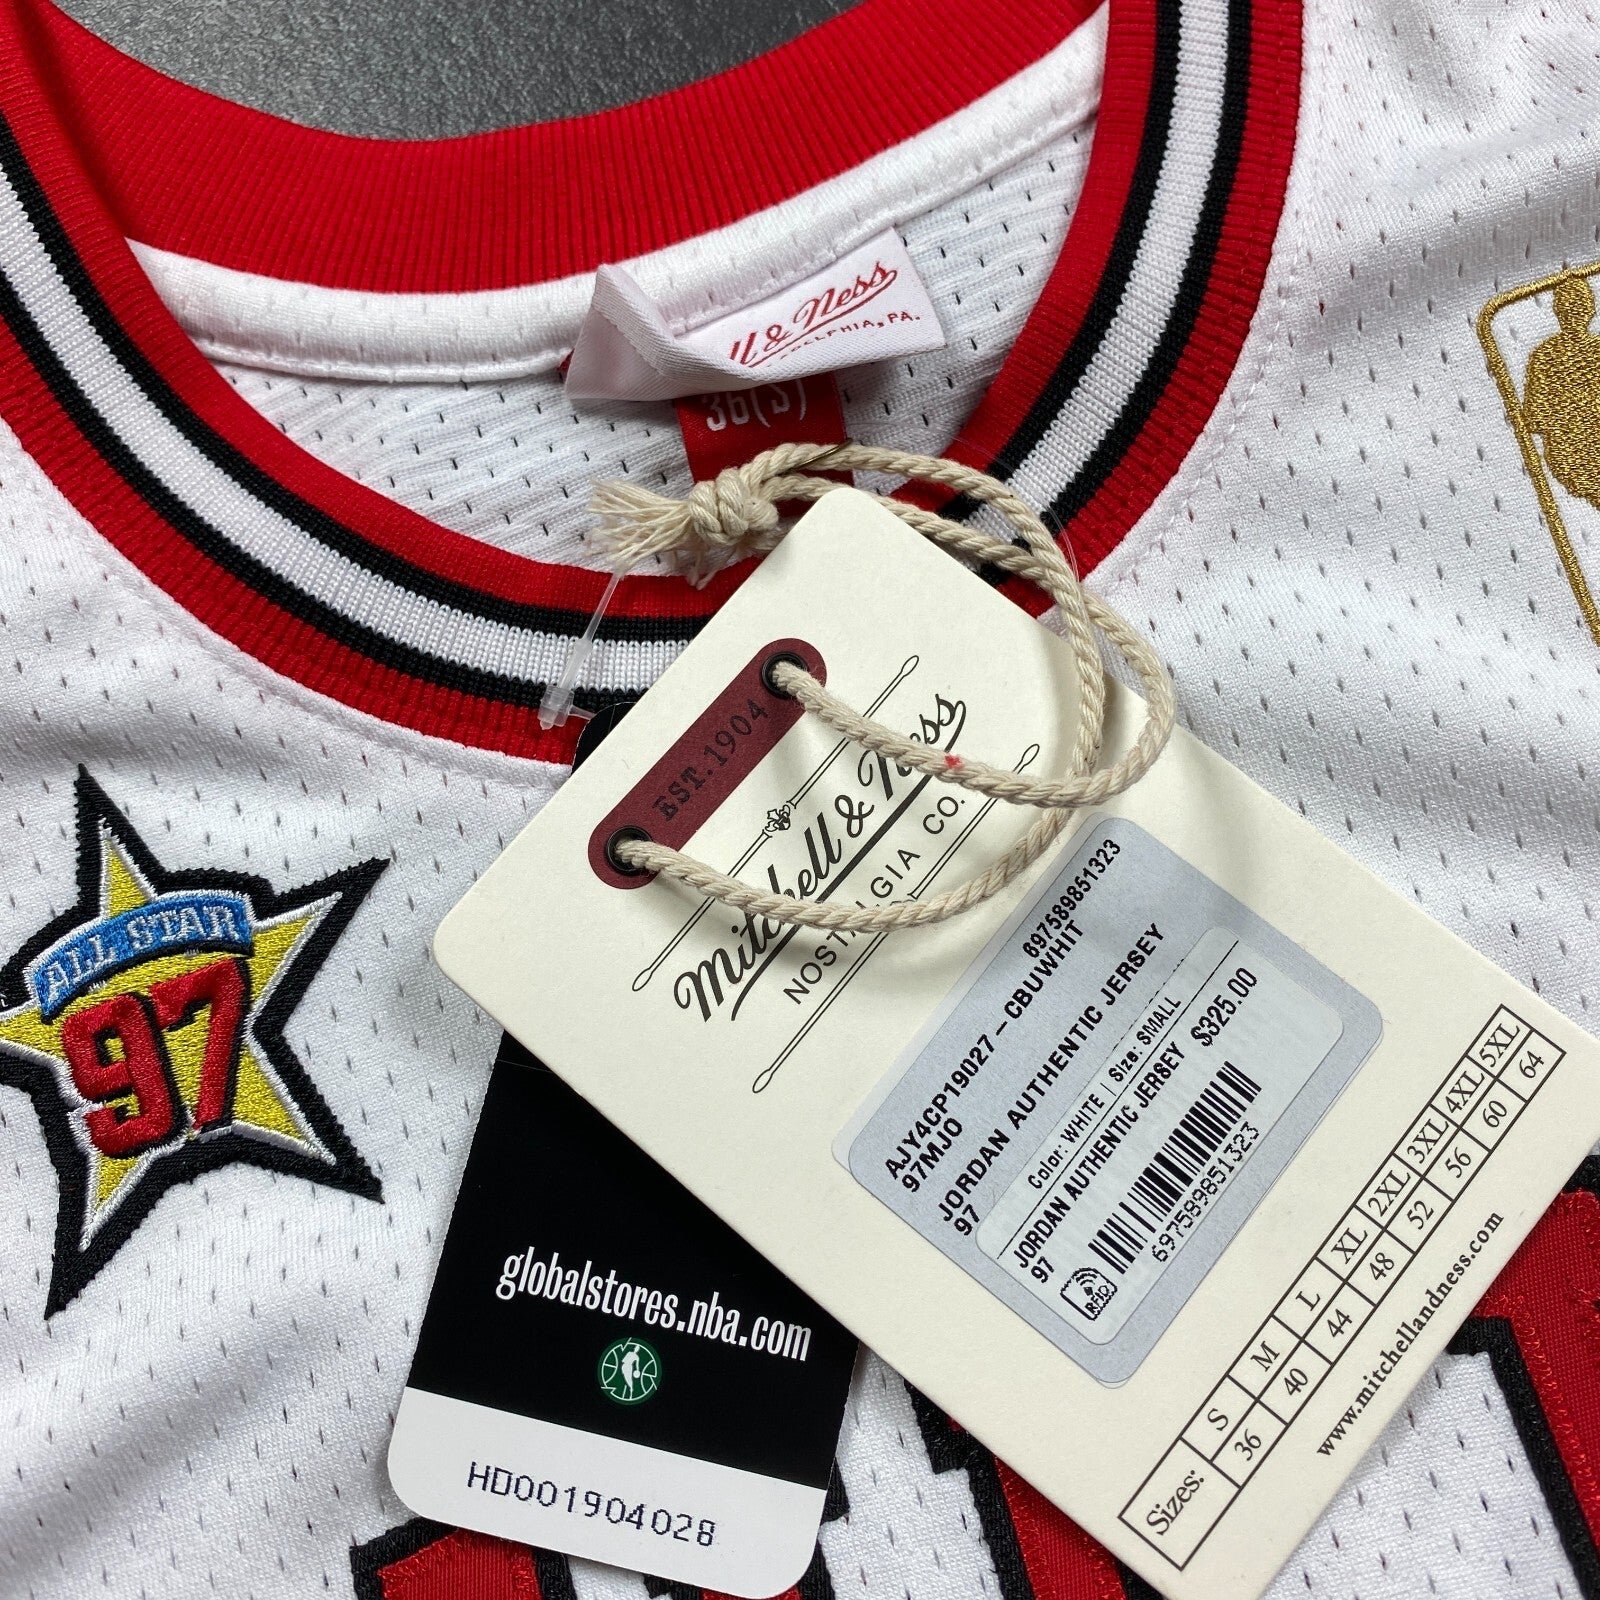 ll & Ness
PHIA, PA.
36(S)
EST. 1904
Mitchell & Ness
NOSTALGIA CO.
ALL STAR
97
697589851323
AJY4CP19027-CBUWHIT
97MJO
JORDAN AUTHENTIC JERSEY
97
Color: WHITE | Size: SMALL
JORDAN AUTHENTIC JERSEY $325.00
97
697589851323
RFID
Sizes: S M L XL 2XL 3XL 4XL 5XL
36 40 44 48 52 56 60 64
www.mitchellandness.com
globalstores.nba.com
HD001904028